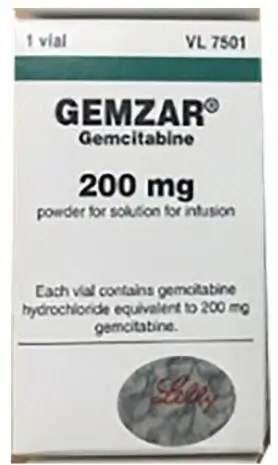 1 vial VL 7501
GEMZAR®
Gemcitabine
200 mg
powder for solution for infusion
Each vial contains gemcitabine
hydrochloride equivalent to 200 mg
gemcitabine.
Lilly